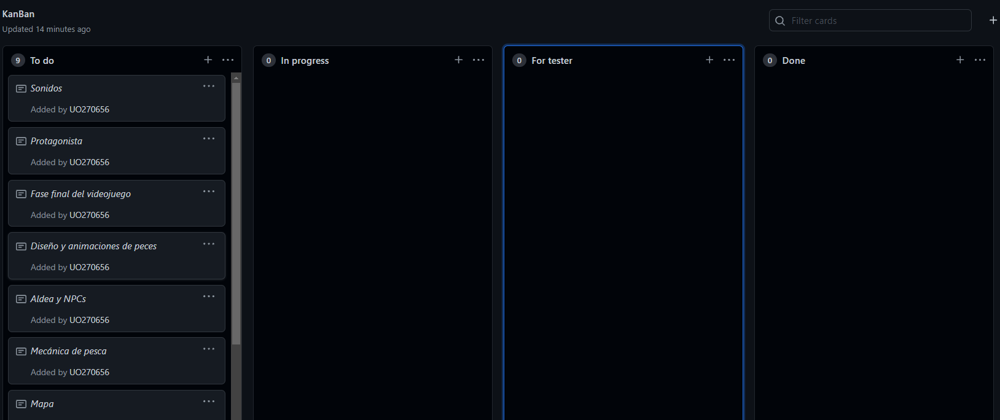 KanBan
Updated 14 minutes ago
Filter cards
9 To do
Sonidos
Added by UO270656
Protagonista
Added by UO270656
Fase final del videojuego
Added by UO270656
Diseño y animaciones de peces
Added by UO270656
Aldea y NPCs
Added by UO270656
Mecánica de pesca
Added by UO270656
Mapa
0 In progress
0 For tester
0 Done